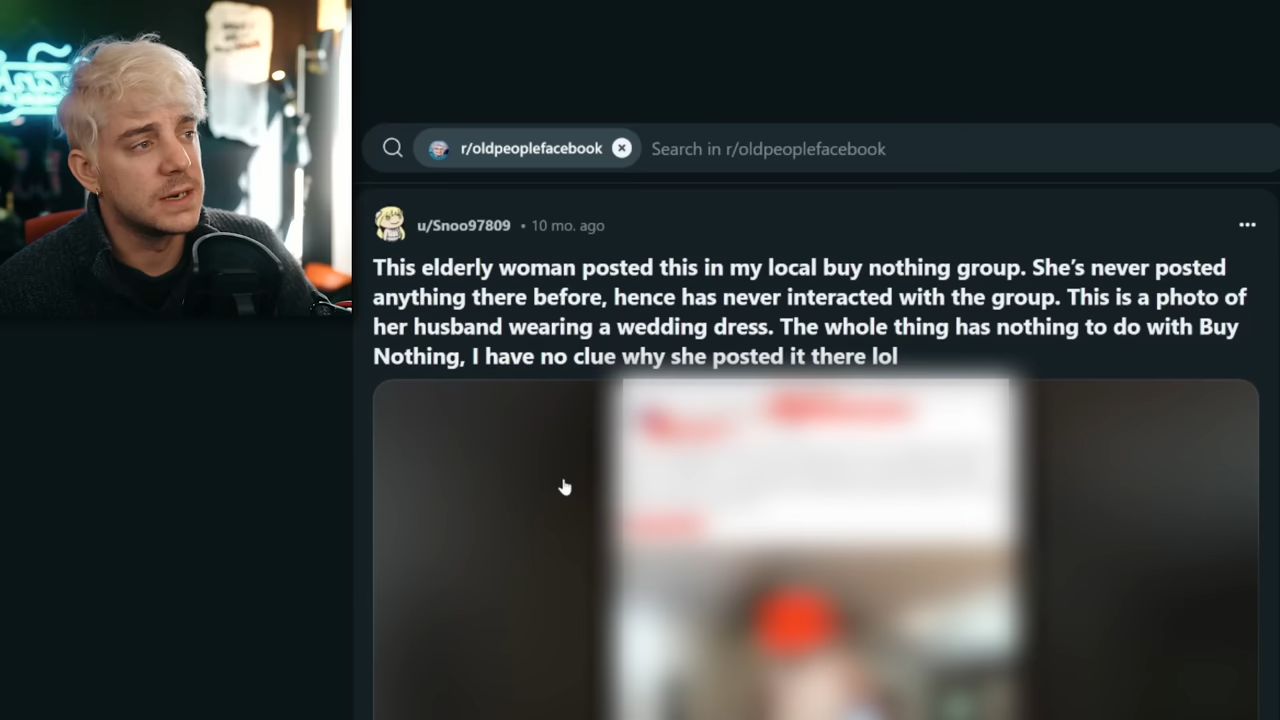 r/oldpeoplefacebook
Search in r/oldpeoplefacebook
u/Snoo97809 • 10 mo. ago
This elderly woman posted this in my local buy nothing group. She’s never posted
anything there before, hence has never interacted with the group. This is a photo of
her husband wearing a wedding dress. The whole thing has nothing to do with Buy
Nothing, I have no clue why she posted it there lol